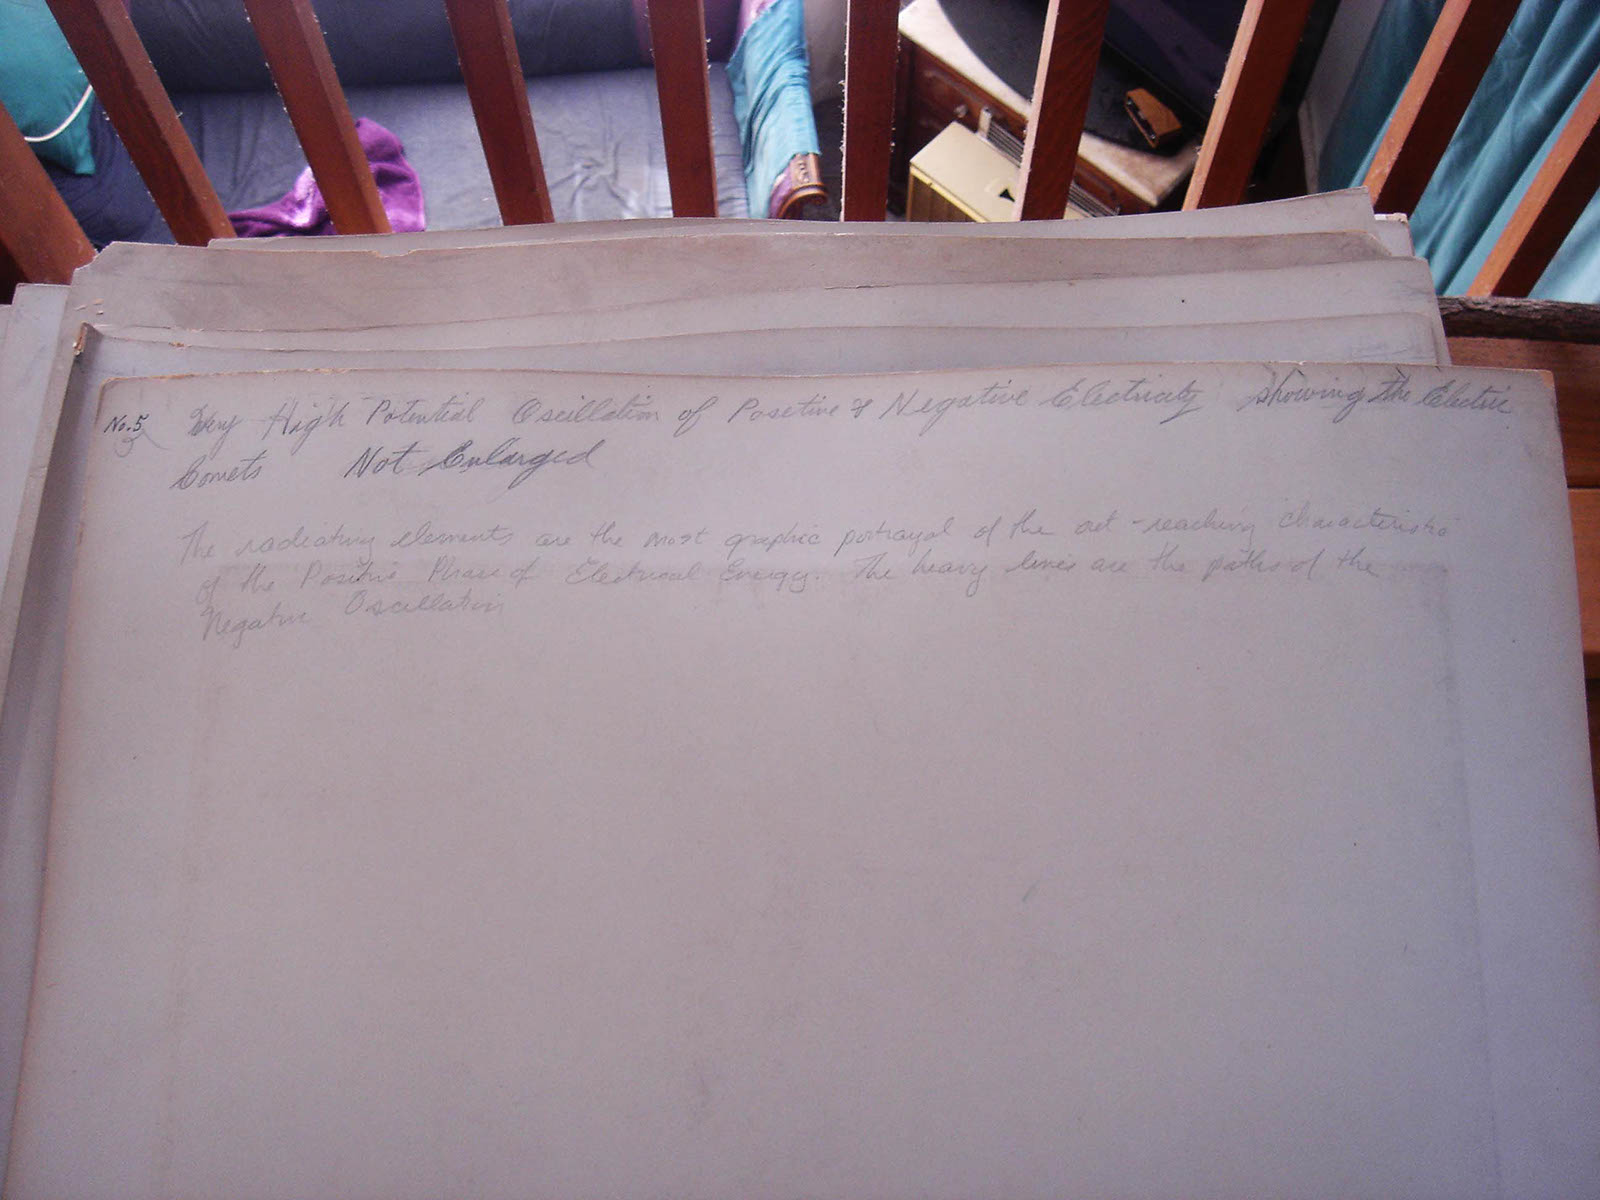 No. 5 Very High Potential Oscillation of Positive & Negative Electricity showing the Electric
Comets Not Enlarged
The radiating elements are the most graphic portrayal of the out-reaching characteristic
of the Positive Phase of Electrical Energy. The heavy lines are the paths of the
Negative Oscillation